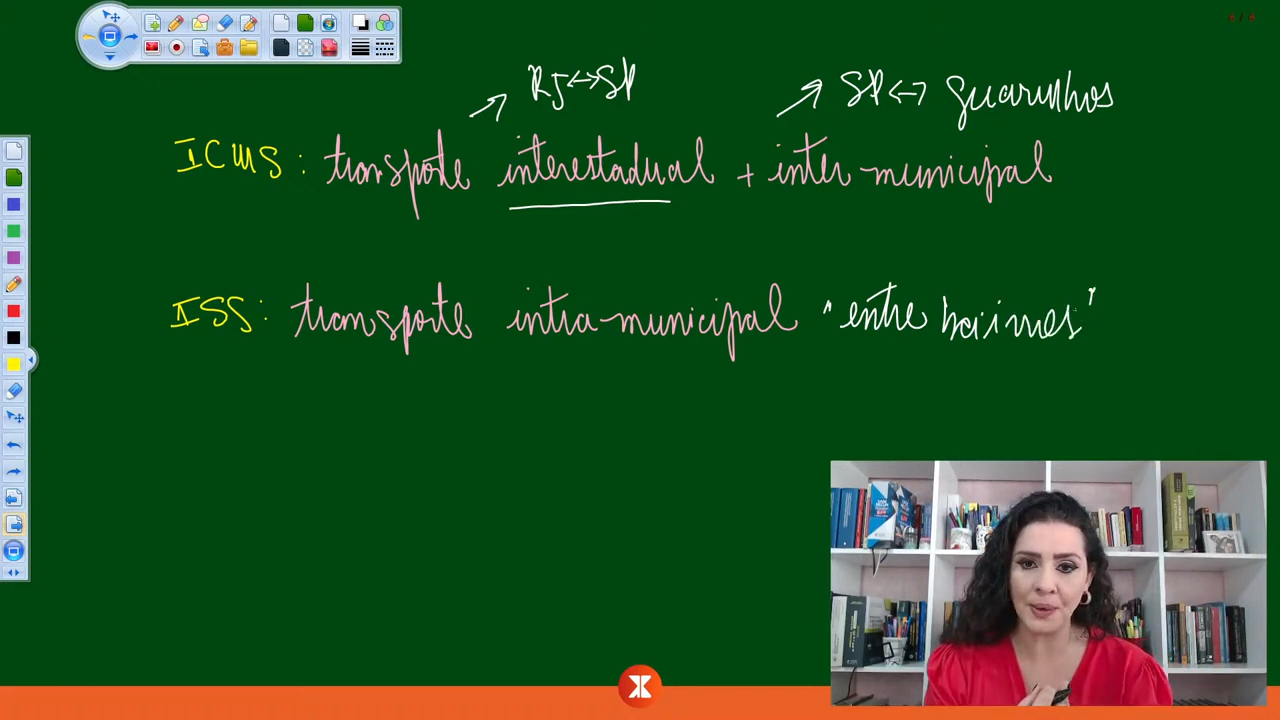 RJ↔SP
SP↔Guarulhos
ICMS: transporte interestadual + inter-municipal
ISS: transporte intra-municipal "entre bairros"